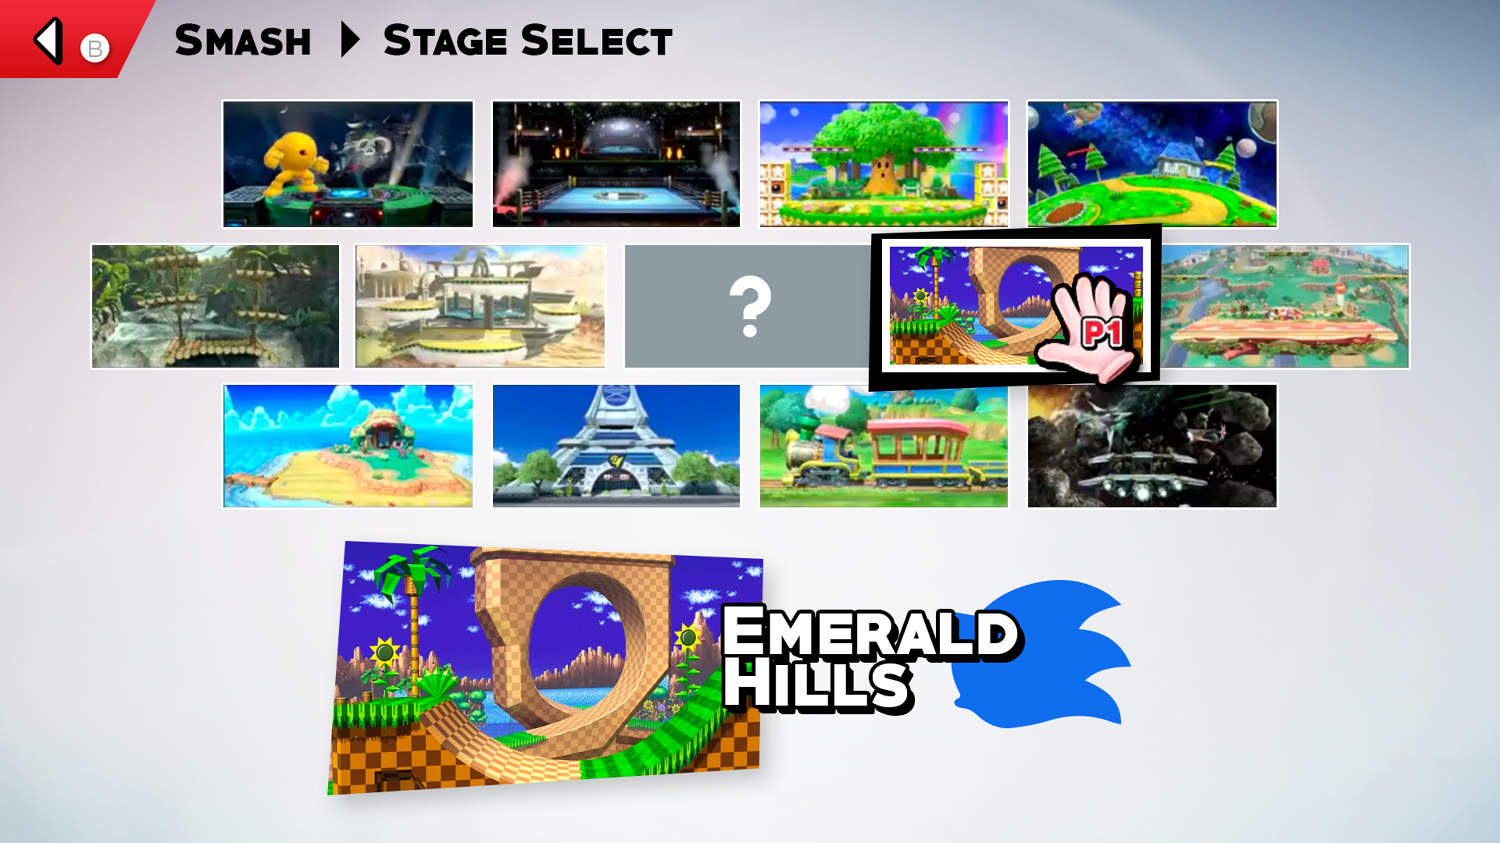 B
SMASH ▶ STAGE SELECT
?
P1
EMERALD
HILLS